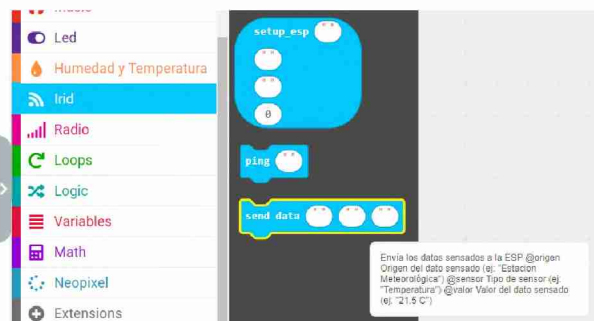 Music
Led
Humedad y Temperatura
Irid
Radio
Loops
Logic
Variables
Math
Neopixel
Extensions
setup_esp " "
" "
" "
0
ping " "
send data " " " " " "
Envia los datos sensados a la ESP @origen
Origen del dato sensado (ej: "Estacion
Meteorológica") @sensor Tipo de sensor (ej:
"Temperatura") @valor Valor del dato sensado
(ej: "21.5 C")